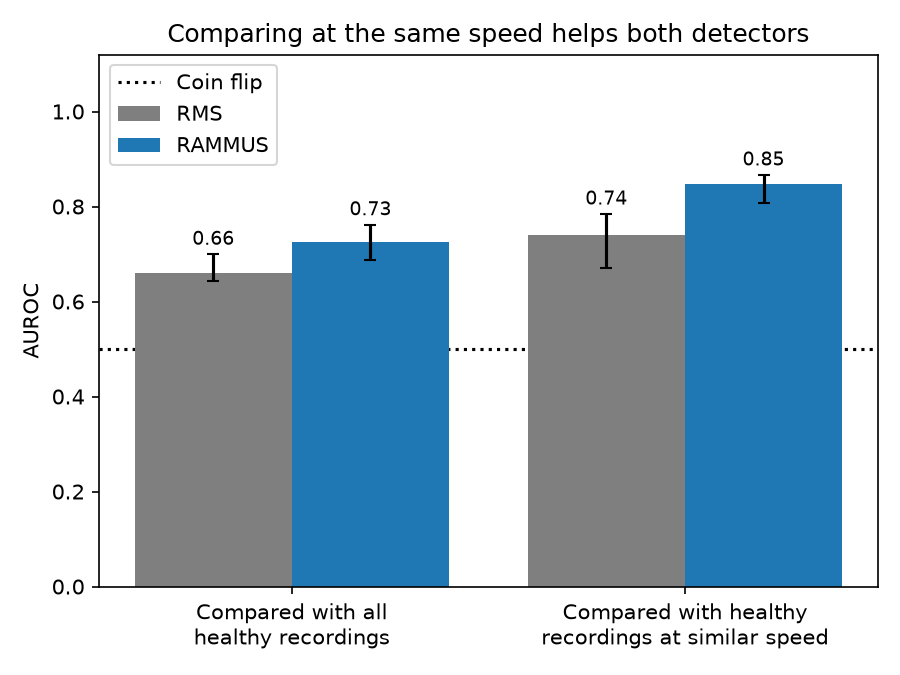 Comparing at the same speed helps both detectors
Coin flip
RMS
RAMMUS
AUROC
1.0
0.8
0.6
0.4
0.2
0.0
0.66
0.73
0.74
0.85
Compared with all
healthy recordings
Compared with healthy
recordings at similar speed